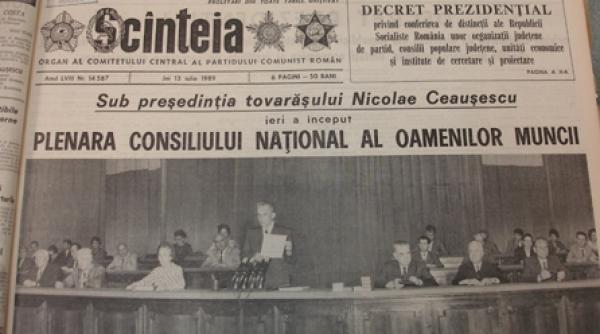 COSTA
PROLETARI DIN TOATE ȚĂRILE, UNIȚI-VĂ!
Scînteia
ORGAN AL COMITETULUI CENTRAL AL PARTIDULUI COMUNIST ROMÂN
Anul LVIII Nr. 14 587
Joi 13 iulie 1989
6 PAGINI — 50 BANI
DECRET PREZIDENȚIAL
privind conferirea de distincții ale Republicii
Socialiste România unor organizații județene
de partid, consilii populare județene, unități economice
și institute de cercetare și proiectare
PAGINA A II-A
Sub președinția tovarășului Nicolae Ceaușescu
ieri a început
PLENARA CONSILIULUI NAȚIONAL AL OAMENILOR MUNCII